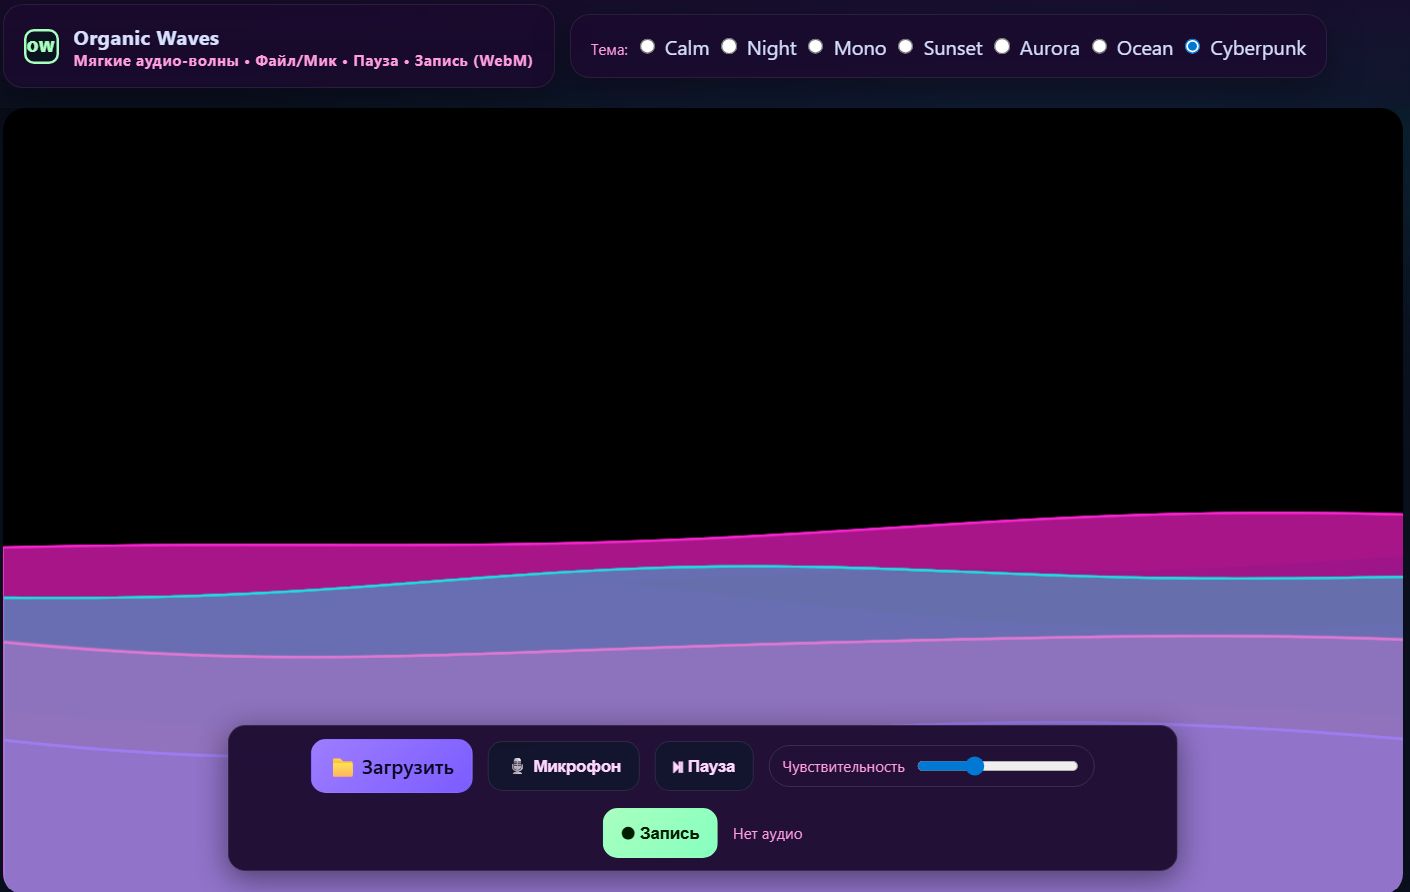 OW
Organic Waves
Мягкие аудио-волны • Файл/Мик • Пауза • Запись (WebM)
Тема: Calm Night Mono Sunset Aurora Ocean Cyberpunk
Загрузить Микрофон Пауза Чувствительность
Запись Нет аудио